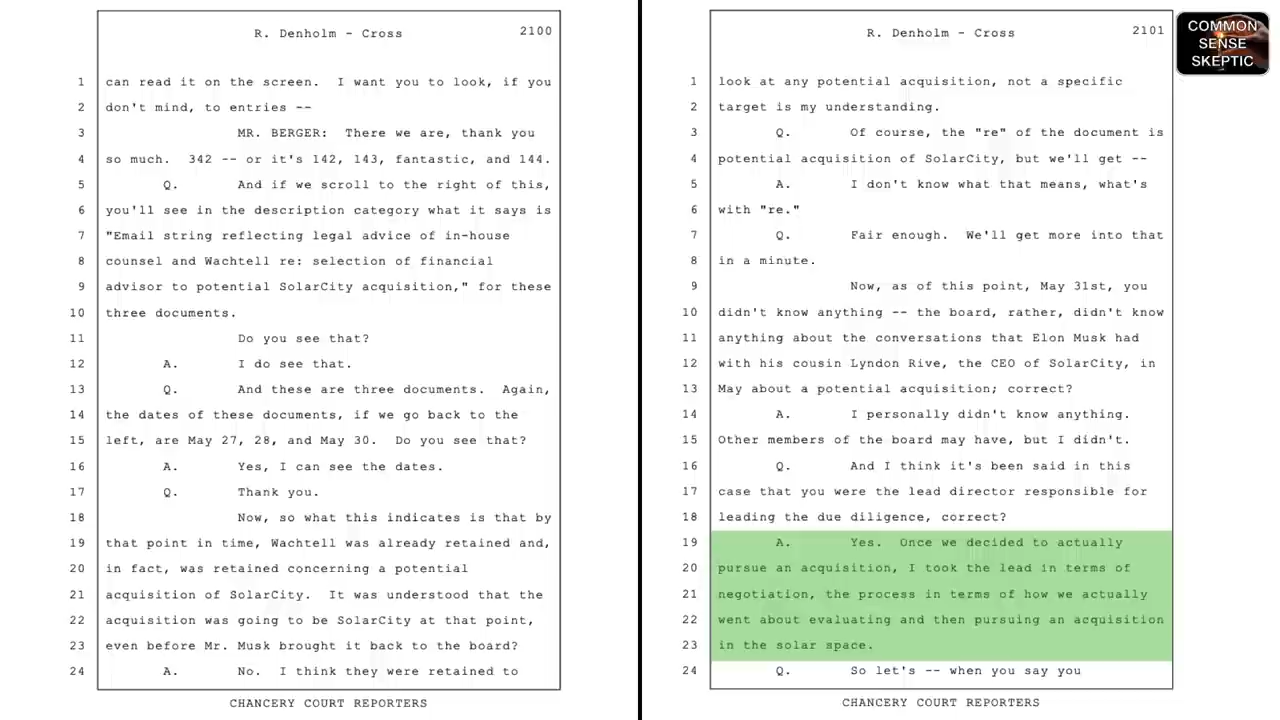 R. Denholm - Cross 2100
1 can read it on the screen. I want you to look, if you
2 don't mind, to entries --
3 MR. BERGER: There we are, thank you
4 so much. 342 -- or it's 142, 143, fantastic, and 144.
5 Q. And if we scroll to the right of this,
6 you'll see in the description category what it says is
7 "Email string reflecting legal advice of in-house
8 counsel and Wachtell re: selection of financial
9 advisor to potential SolarCity acquisition," for these
10 three documents.
11 Do you see that?
12 A. I do see that.
13 Q. And these are three documents. Again,
14 the dates of these documents, if we go back to the
15 left, are May 27, 28, and May 30. Do you see that?
16 A. Yes, I can see the dates.
17 Q. Thank you.
18 Now, so what this indicates is that by
19 that point in time, Wachtell was already retained and,
20 in fact, was retained concerning a potential
21 acquisition of SolarCity. It was understood that the
22 acquisition was going to be SolarCity at that point,
23 even before Mr. Musk brought it back to the board?
24 A. No. I think they were retained to
CHANCERY COURT REPORTERS
R. Denholm - Cross 2101
1 look at any potential acquisition, not a specific
2 target is my understanding.
3 Q. Of course, the "re" of the document is
4 potential acquisition of SolarCity, but we'll get --
5 A. I don't know what that means, what's
6 with "re."
7 Q. Fair enough. We'll get more into that
8 in a minute.
9 Now, as of this point, May 31st, you
10 didn't know anything -- the board, rather, didn't know
11 anything about the conversations that Elon Musk had
12 with his cousin Lyndon Rive, the CEO of SolarCity, in
13 May about a potential acquisition; correct?
14 A. I personally didn't know anything.
15 Other members of the board may have, but I didn't.
16 Q. And I think it's been said in this
17 case that you were the lead director responsible for
18 leading the due diligence, correct?
19 A. Yes. Once we decided to actually
20 pursue an acquisition, I took the lead in terms of
21 negotiation, the process in terms of how we actually
22 went about evaluating and then pursuing an acquisition
23 in the solar space.
24 Q. So let's -- when you say you
CHANCERY COURT REPORTERS
COMMON
SENSE
SKEPTIC